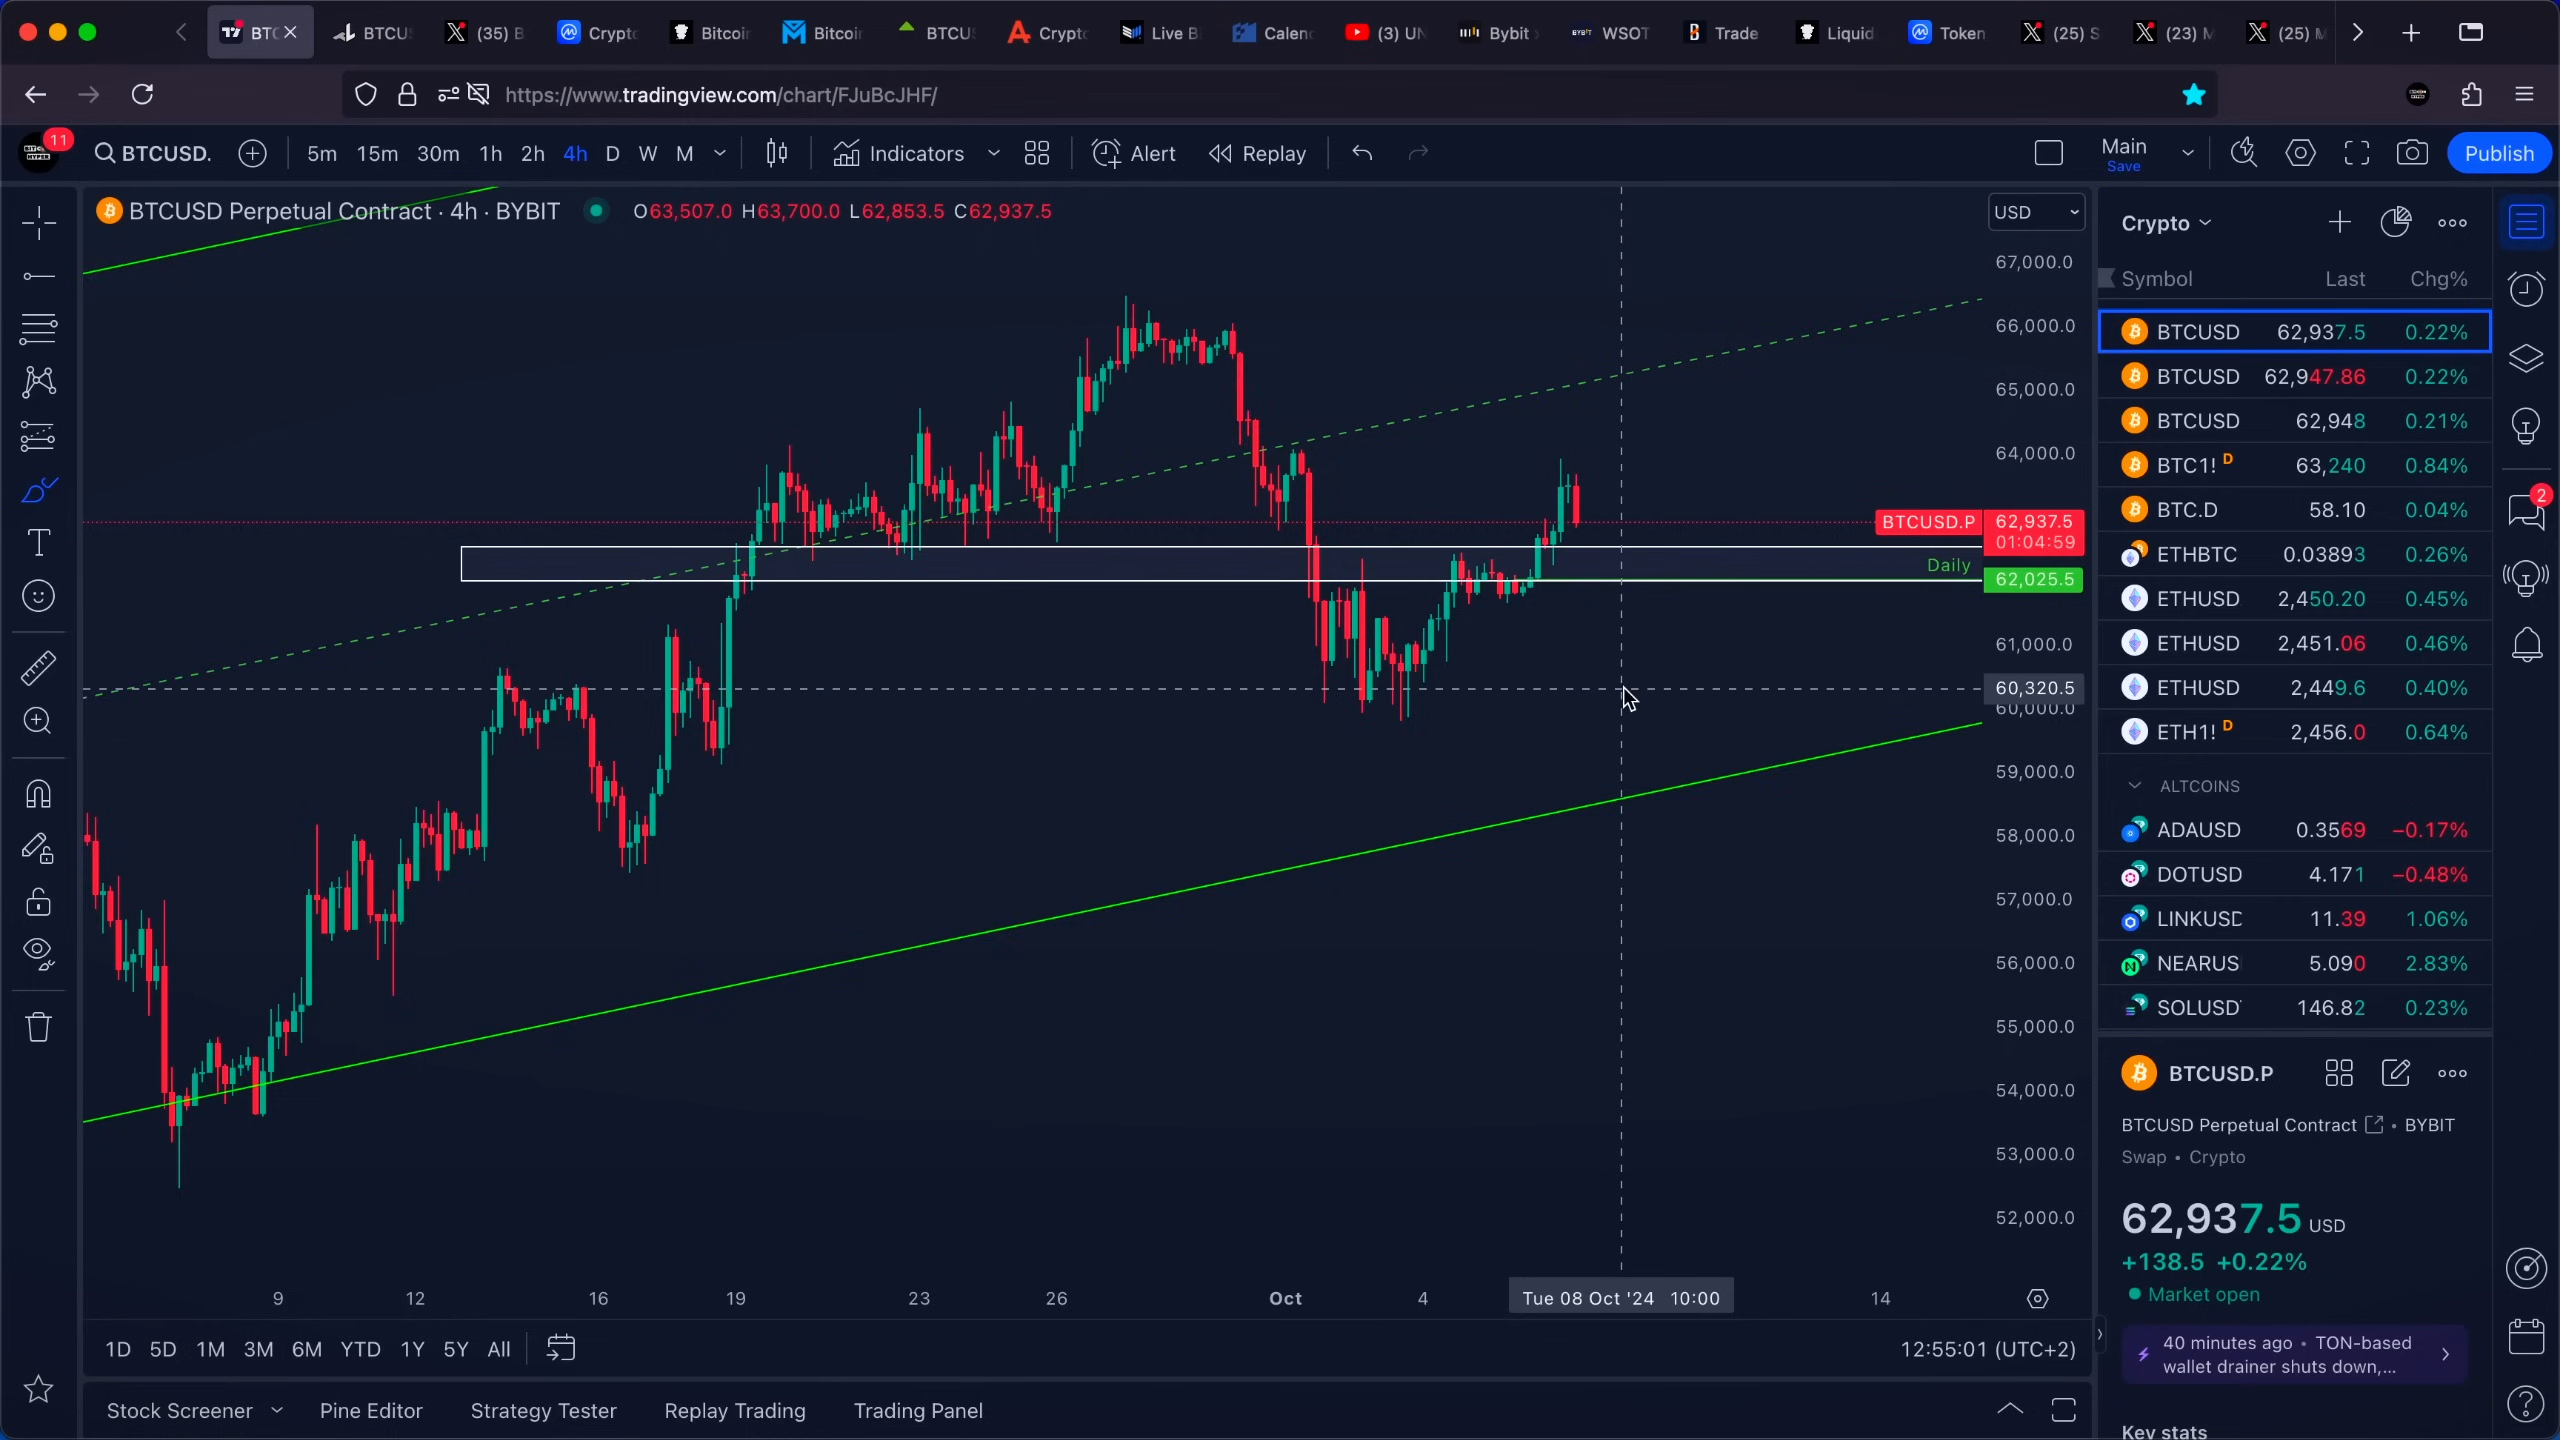 BTC
BTCUS
(35) B
Crypto
Bitcoin
Bitcoin
BTCUS
Crypto
Live B
Calen
(3) UN
Bybit
BYBIT WSOT
Trade
Liquid
Token
(25) S
(23) M
(25) M
https://www.tradingview.com/chart/FJuBcJHF/
11
BTCUSD.
5m 15m 30m 1h 2h 4h D W M
Indicators
Alert
Replay
Main
Save
Publish
BTCUSD Perpetual Contract · 4h · BYBIT
O63,507.0 H63,700.0 L62,853.5 C62,937.5
USD
67,000.0
66,000.0
65,000.0
64,000.0
BTCUSD.P 62,937.5
01:04:59
Daily
62,025.5
61,000.0
60,320.5
60,000.0
59,000.0
58,000.0
57,000.0
56,000.0
55,000.0
54,000.0
53,000.0
52,000.0
9 12 16 19 23 26 Oct 4 Tue 08 Oct '24 10:00 14
1D 5D 1M 3M 6M YTD 1Y 5Y All
12:55:01 (UTC+2)
Stock Screener Pine Editor Strategy Tester Replay Trading Trading Panel
Crypto
Symbol Last Chg%
BTCUSD 62,937.5 0.22%
BTCUSD 62,947.86 0.22%
BTCUSD 62,948 0.21%
BTC1! D 63,240 0.84%
BTC.D 58.10 0.04%
ETHBTC 0.03893 0.26%
ETHUSD 2,450.20 0.45%
ETHUSD 2,451.06 0.46%
ETHUSD 2,449.6 0.40%
ETH1! D 2,456.0 0.64%
ALTCOINS
ADAUSD 0.3569 −0.17%
DOTUSD 4.171 −0.48%
LINKUSD 11.39 1.06%
NEARUS 5.090 2.83%
SOLUSD 146.82 0.23%
BTCUSD.P
BTCUSD Perpetual Contract • BYBIT
Swap • Crypto
62,937.5 USD
+138.5 +0.22%
Market open
40 minutes ago • TON-based
wallet drainer shuts down,...
Key stats
2